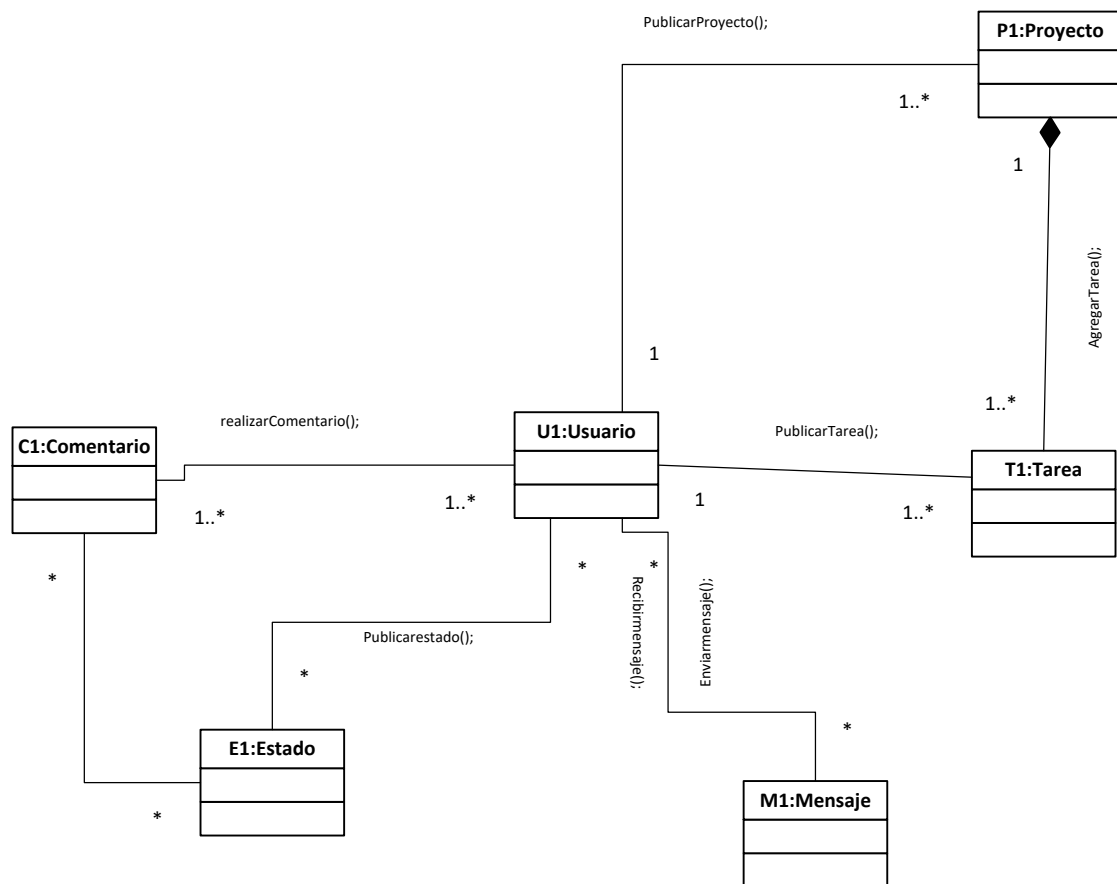 PublicarProyecto();
P1:Proyecto
1..*
1
AgregarTarea();
1
1..*
realizarComentario();
U1:Usuario
PublicarTarea();
C1:Comentario
T1:Tarea
1..*
1..*
1
1..*
*
*
*
Recibirmensaje();
Enviarmensaje();
Publicarestado();
*
*
E1:Estado
M1:Mensaje
*